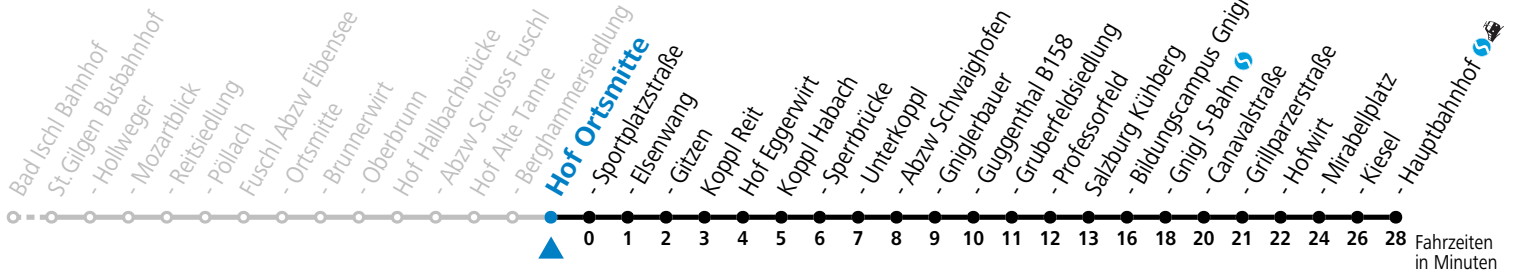 Bad Ischl Bahnhof
St.Gilgen Busbahnhof
- Hollweger
- Mozartblick
- Reitsiedlung
- Pöllach
Fuschl Abzw Eibensee
- Ortsmitte
- Brunnerwirt
- Oberbrunn
Hof Hallbachbrücke
- Abzw Schloss Fuschl
Hof Alte Tanne
- Berghammersiedlung
Hof Ortsmitte
- Sportplatzstraße
- Elsenwang
- Gitzen
Koppl Reit
Hof Eggerwirt
Koppl Habach
- Sperrbrücke
- Unterkoppl
- Abzw Schwaighofen
- Gniglerbauer
- Guggenthal B158
- Gruberfeldsiedlung
- Professorfeld
Salzburg Kühberg
- Bildungscampus Gnigl
- Gnigl S-Bahn
- Canavalstraße
- Grillparzerstraße
- Hofwirt
- Mirabellplatz
- Kiesel
- Hauptbahnhof
0 1 2 3 4 5 6 7 8 9 10 11 12 13 16 18 20 21 22 24 26 28 Fahrzeiten
in Minuten